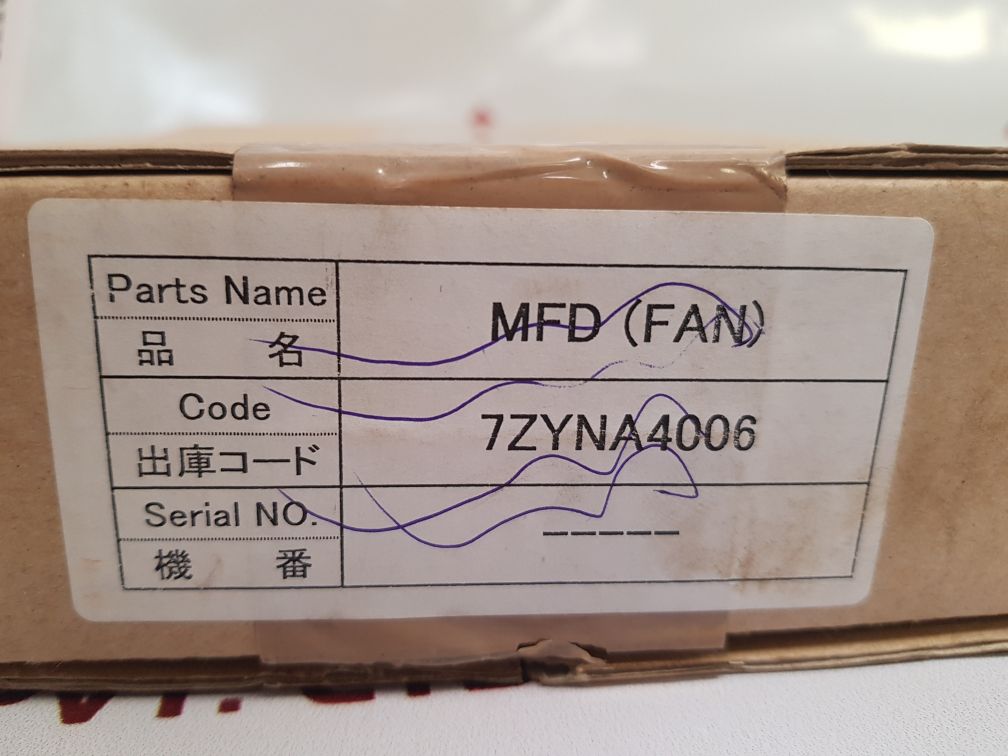 Parts Name
品 名
MFD (FAN)
Code
出庫コード
7ZYNA4006
Serial NO.
機 番
-----